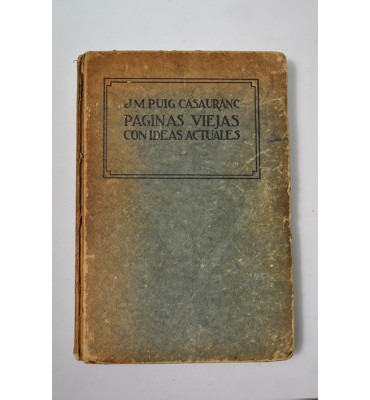 J. M. PUIG CASAURANC
PAGINAS VIEJAS
CON IDEAS ACTUALES